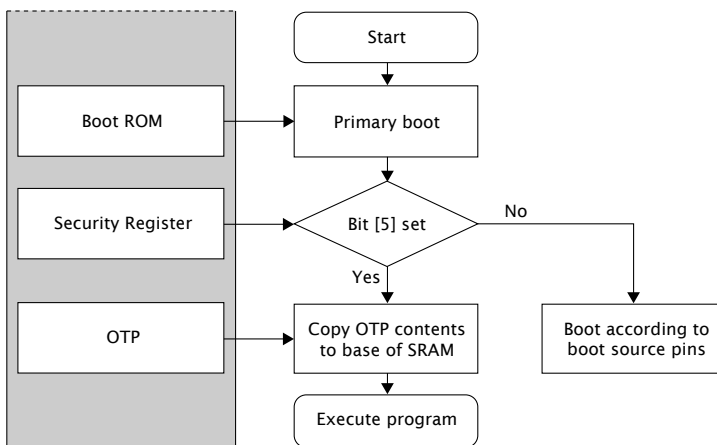 Start
Boot ROM
Primary boot
Security Register
Bit [5] set
No
Yes
OTP
Copy OTP contents
to base of SRAM
Boot according to
boot source pins
Execute program